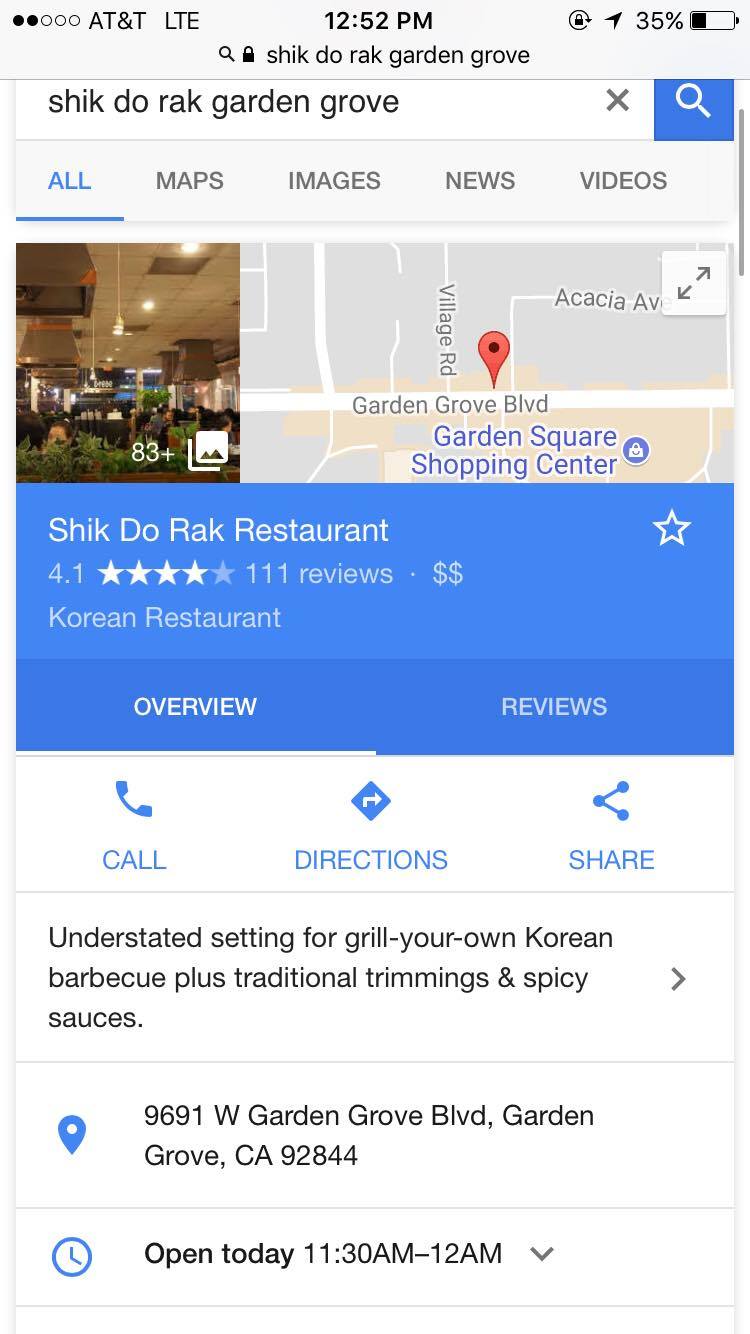 AT&T LTE 12:52 PM 35%
shik do rak garden grove
shik do rak garden grove
ALL MAPS IMAGES NEWS VIDEOS
Village Rd
Acacia Ave
Garden Grove Blvd
Garden Square
Shopping Center
83+
Shik Do Rak Restaurant
4.1 111 reviews · $$
Korean Restaurant
OVERVIEW REVIEWS
CALL DIRECTIONS SHARE
Understated setting for grill-your-own Korean
barbecue plus traditional trimmings & spicy
sauces.
9691 W Garden Grove Blvd, Garden
Grove, CA 92844
Open today 11:30AM–12AM